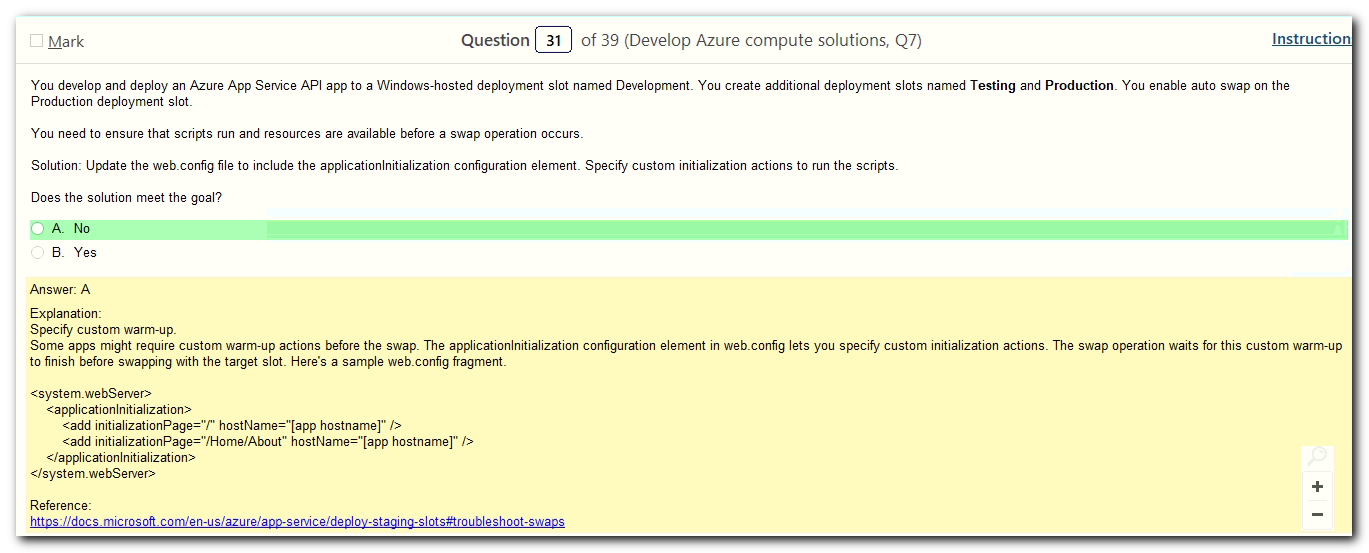 Mark
Question 31 of 39 (Develop Azure compute solutions, Q7)
Instruction
You develop and deploy an Azure App Service API app to a Windows-hosted deployment slot named Development. You create additional deployment slots named Testing and Production. You enable auto swap on the
Production deployment slot.
You need to ensure that scripts run and resources are available before a swap operation occurs.
Solution: Update the web.config file to include the applicationInitialization configuration element. Specify custom initialization actions to run the scripts.
Does the solution meet the goal?
A. No
B. Yes
Answer: A
Explanation:
Specify custom warm-up.
Some apps might require custom warm-up actions before the swap. The applicationInitialization configuration element in web.config lets you specify custom initialization actions. The swap operation waits for this custom warm-up
to finish before swapping with the target slot. Here's a sample web.config fragment.
<system.webServer>
<applicationInitialization>
<add initializationPage="/" hostName="[app hostname]" />
<add initializationPage="/Home/About" hostName="[app hostname]" />
</applicationInitialization>
</system.webServer>
Reference:
https://docs.microsoft.com/en-us/azure/app-service/deploy-staging-slots#troubleshoot-swaps